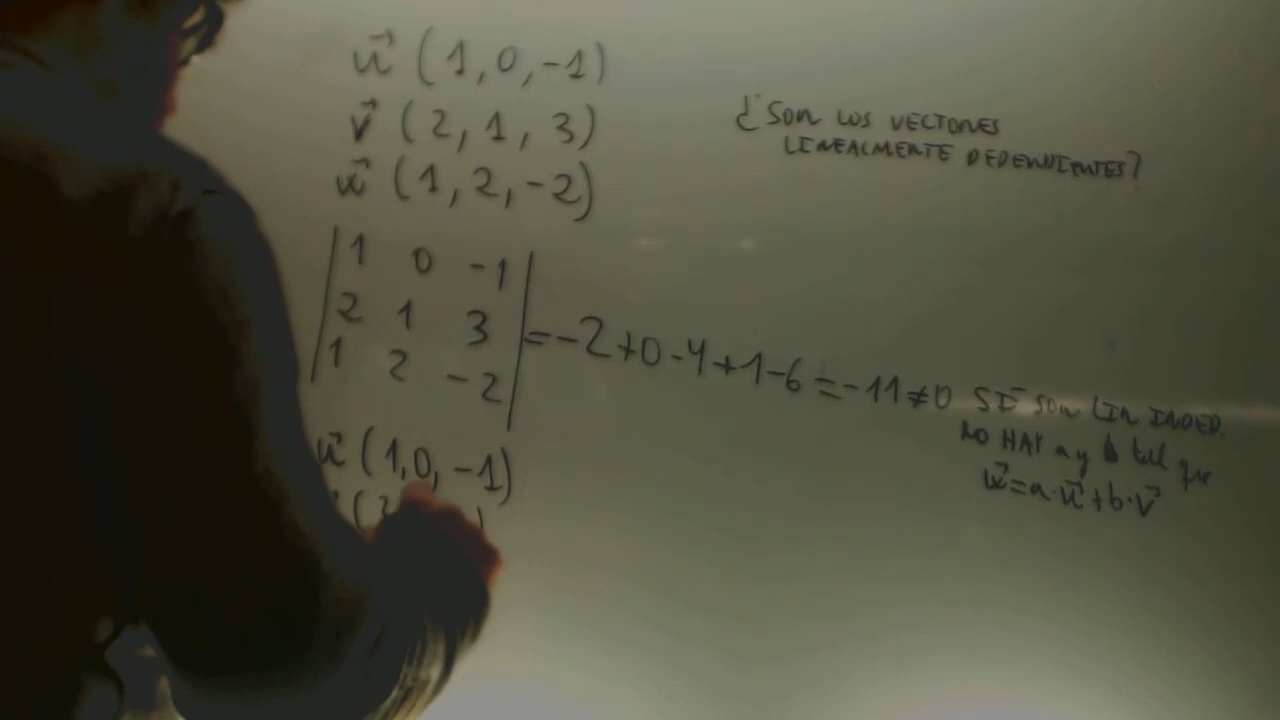 u⃗ (1,0,-1)
v⃗ (2,1,3)
w⃗ (1,2,-2)
¿SON LOS VECTORES
LINEALMENTE DEPENDIENTES?
|1 0 -1|
|2 1 3| = -2+0-4+1-6 = -11 ≠ 0 SÍ SON LIN INDEP.
|1 2 -2|
NO HAY a y b tal que
w⃗ = a·u⃗ + b·v⃗
u⃗ (1,0,-1)
(2
)